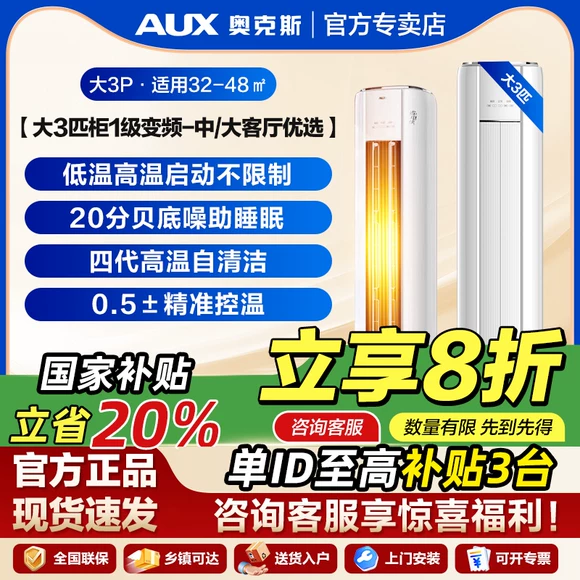 AUX 奥克斯 官方专卖店
大3P·适用32-48㎡
大3匹
【大3匹柜1级变频-中/大客厅优选】
低温高温启动不限制
20分贝底噪助睡眠
四代高温自清洁
0.5±精准控温
国家补贴
立省20%
立享8折
咨询客服
数量有限 先到先得
官方正品
现货速发
单ID至高补贴3台
咨询客服享惊喜福利！
全国联保
乡镇可达
送货入户
上门安装
可开专票